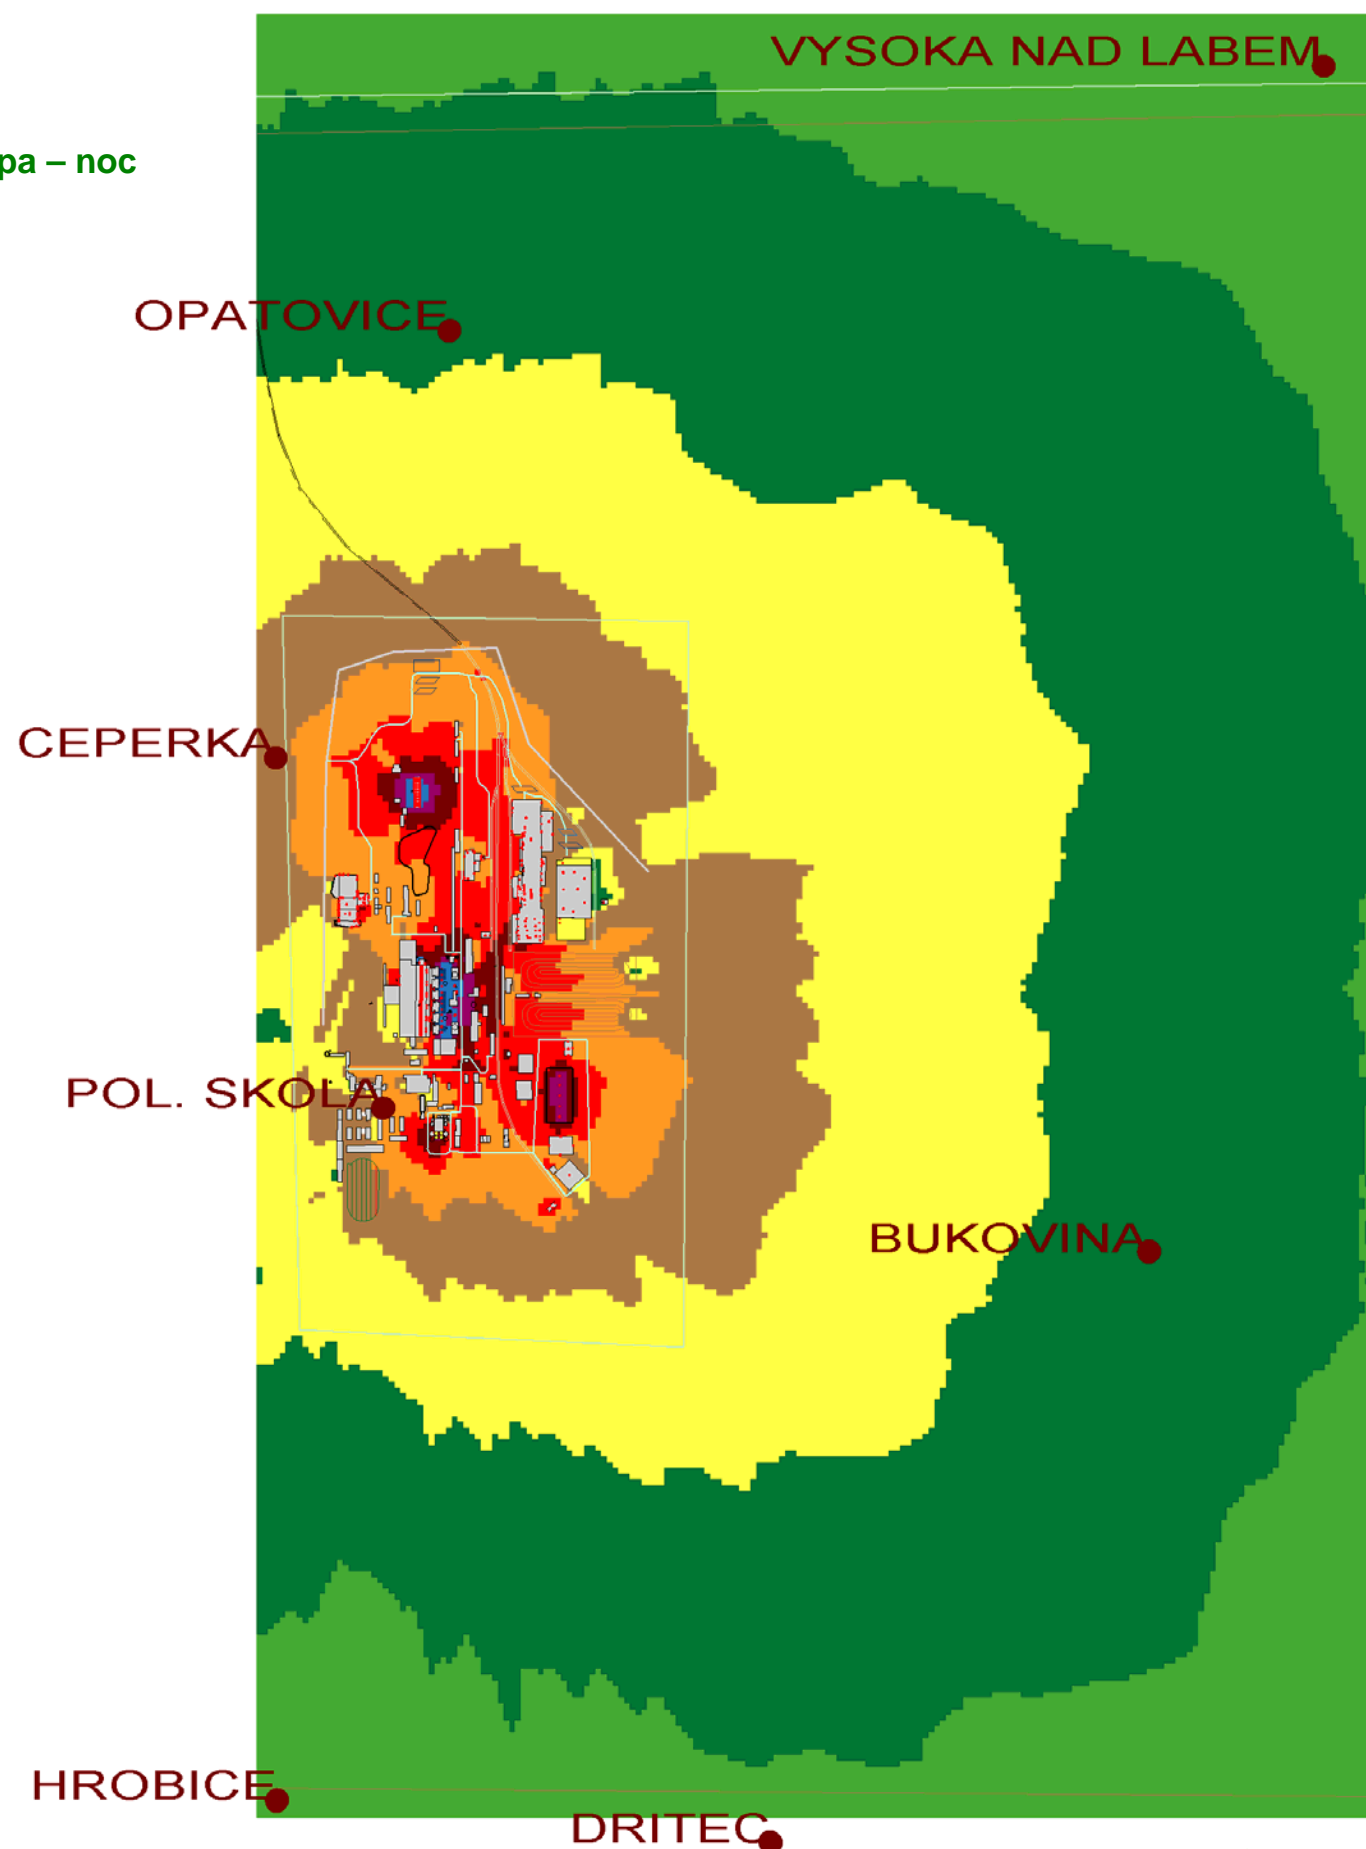 VYSOKA NAD LABEM
pa – noc
OPATOVICE
CEPERKA
POL. SKOLA
BUKOVINA
HROBICE
DRITEC